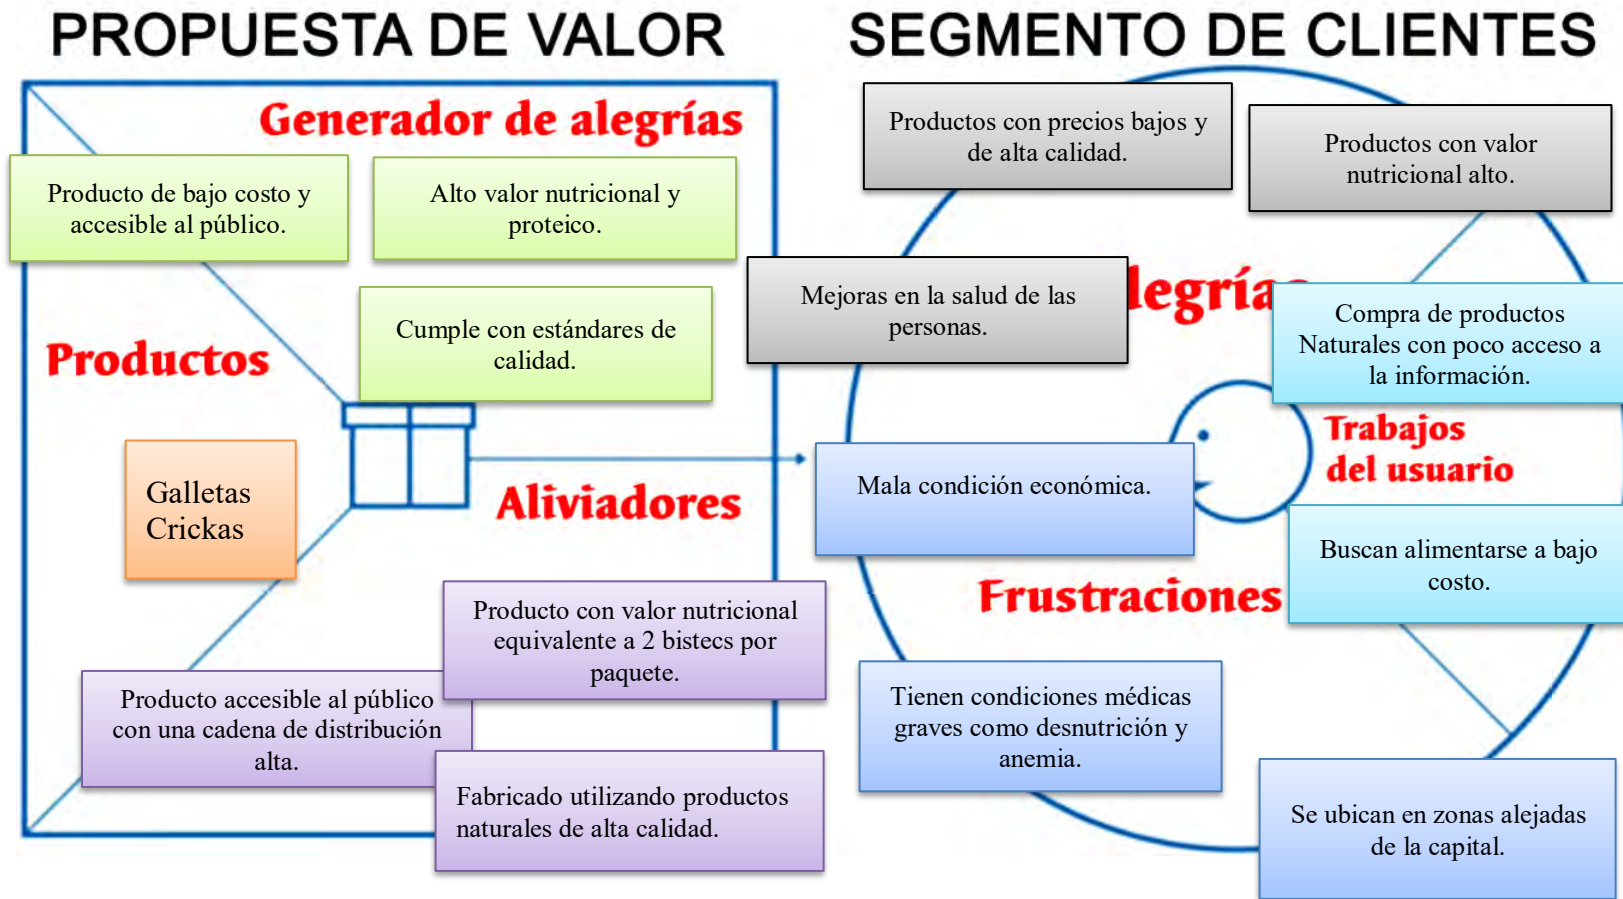 PROPUESTA DE VALOR
Generador de alegrías
Producto de bajo costo y
accesible al público.
Alto valor nutricional y
proteico.
Cumple con estándares de
calidad.
Productos
Galletas
Crickas
Aliviadores
Producto con valor nutricional
equivalente a 2 bistecs por
paquete.
Producto accesible al público
con una cadena de distribución
alta.
Fabricado utilizando productos
naturales de alta calidad.
SEGMENTO DE CLIENTES
Productos con precios bajos y
de alta calidad.
Productos con valor
nutricional alto.
Mejoras en la salud de las
personas.
legrías
Compra de productos
Naturales con poco acceso a
la información.
Trabajos
del usuario
Mala condición económica.
Buscan alimentarse a bajo
costo.
Frustraciones
Tienen condiciones médicas
graves como desnutrición y
anemia.
Se ubican en zonas alejadas
de la capital.